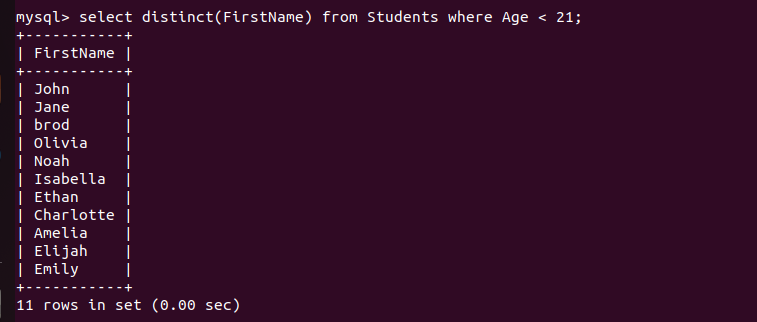 mysql> select distinct(FirstName) from Students where Age < 21;
+-----------+
| FirstName |
+-----------+
| John      |
| Jane      |
| brod      |
| Olivia    |
| Noah      |
| Isabella  |
| Ethan     |
| Charlotte |
| Amelia    |
| Elijah    |
| Emily     |
+-----------+
11 rows in set (0.00 sec)